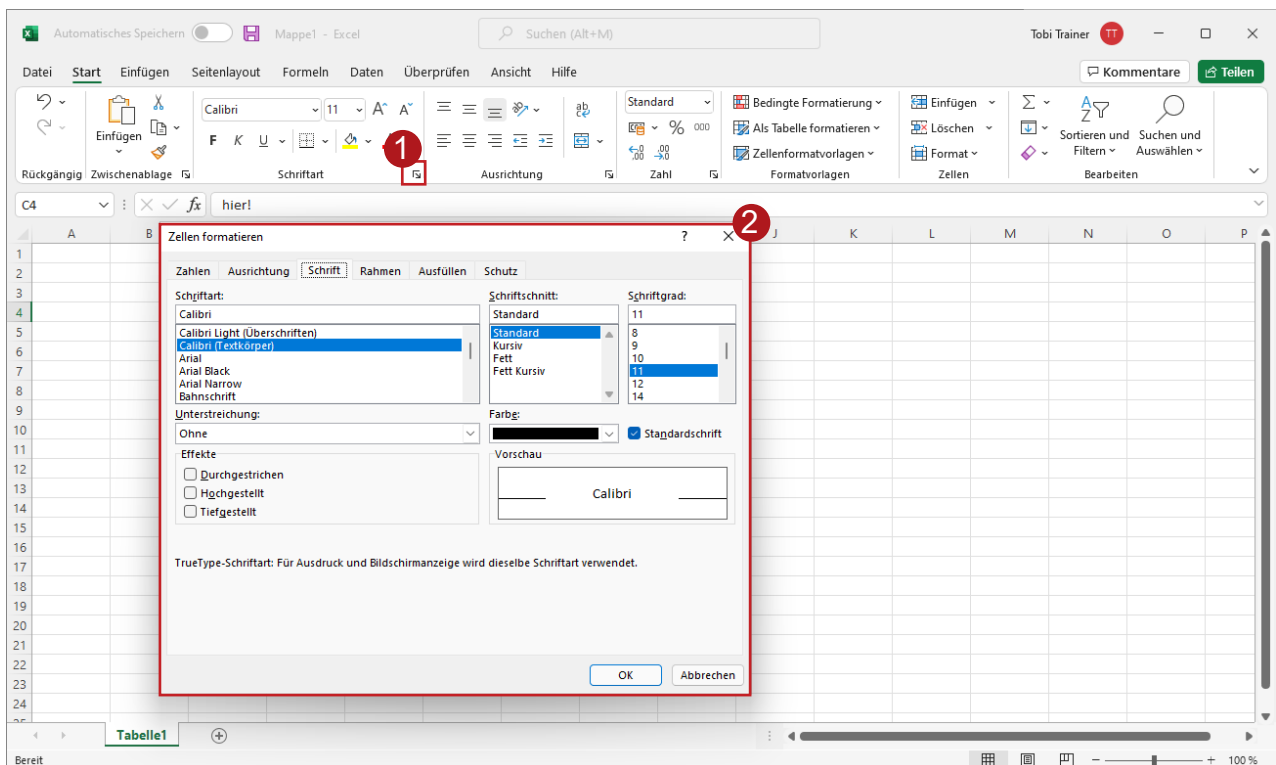 Automatisches Speichern Mappe1 - Excel Suchen (Alt+M) Tobi Trainer TT
Datei Start Einfügen Seitenlayout Formeln Daten Überprüfen Ansicht Hilfe Kommentare Teilen
Calibri 11 A A ab Standard Bedingte Formatierung Einfügen Σ A
Z
Einfügen F K U 1 % 000 Als Tabelle formatieren Löschen Sortieren und Suchen und
Zellenformatvorlagen Format Filtern Auswählen
Rückgängig Zwischenablage Schriftart Ausrichtung Zahl Formatvorlagen Zellen Bearbeiten
C4 fx hier!
2
A B J K L M N O P
Zellen formatieren ?
Zahlen Ausrichtung Schrift Rahmen Ausfüllen Schutz
Schriftart: Schriftschnitt: Schriftgrad:
Calibri Standard 11
Calibri Light (Überschriften) Standard 8
Calibri (Textkörper) Kursiv 9
Arial Fett 10
Arial Black Fett Kursiv 11
Arial Narrow 12
Bahnschrift 14
Unterstreichung: Farbe:
Ohne Standardschrift
Effekte Vorschau
Durchgestrichen
Hochgestellt Calibri
Tiefgestellt
TrueType-Schriftart: Für Ausdruck und Bildschirmanzeige wird dieselbe Schriftart verwendet.
OK Abbrechen
1
2
3
4
5
6
7
8
9
10
11
12
13
14
15
16
17
18
19
20
21
22
23
24
Tabelle1
Bereit 100 %